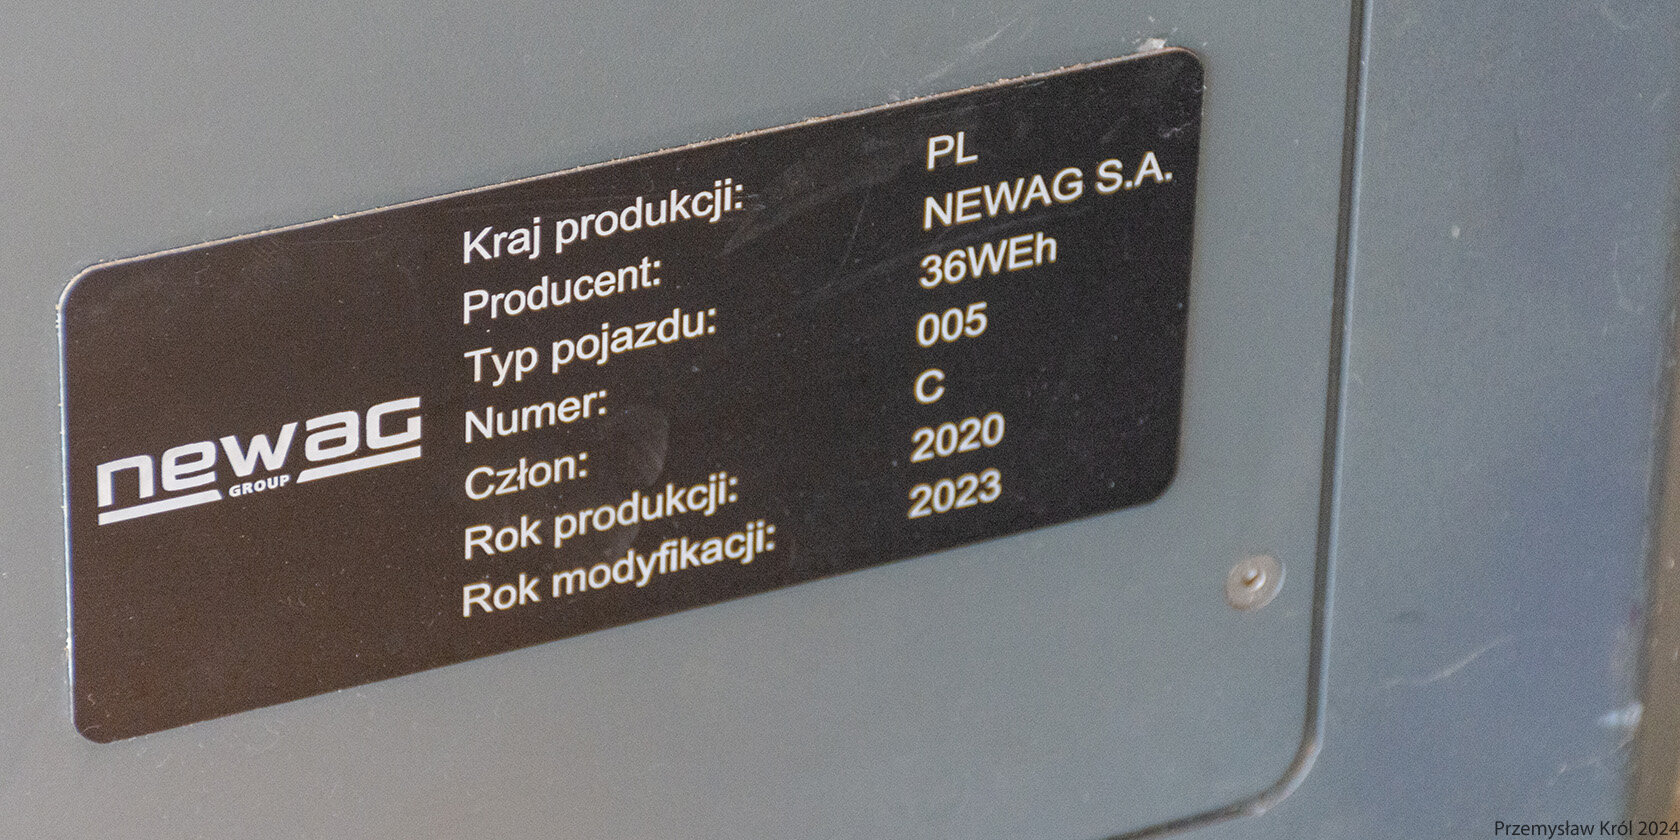 newag
GROUP
Kraj produkcji: PL
Producent: NEWAG S.A.
Typ pojazdu: 36WEh
Numer: 005
Człon: C
Rok produkcji: 2020
Rok modyfikacji: 2023
Przemysław Król 2024